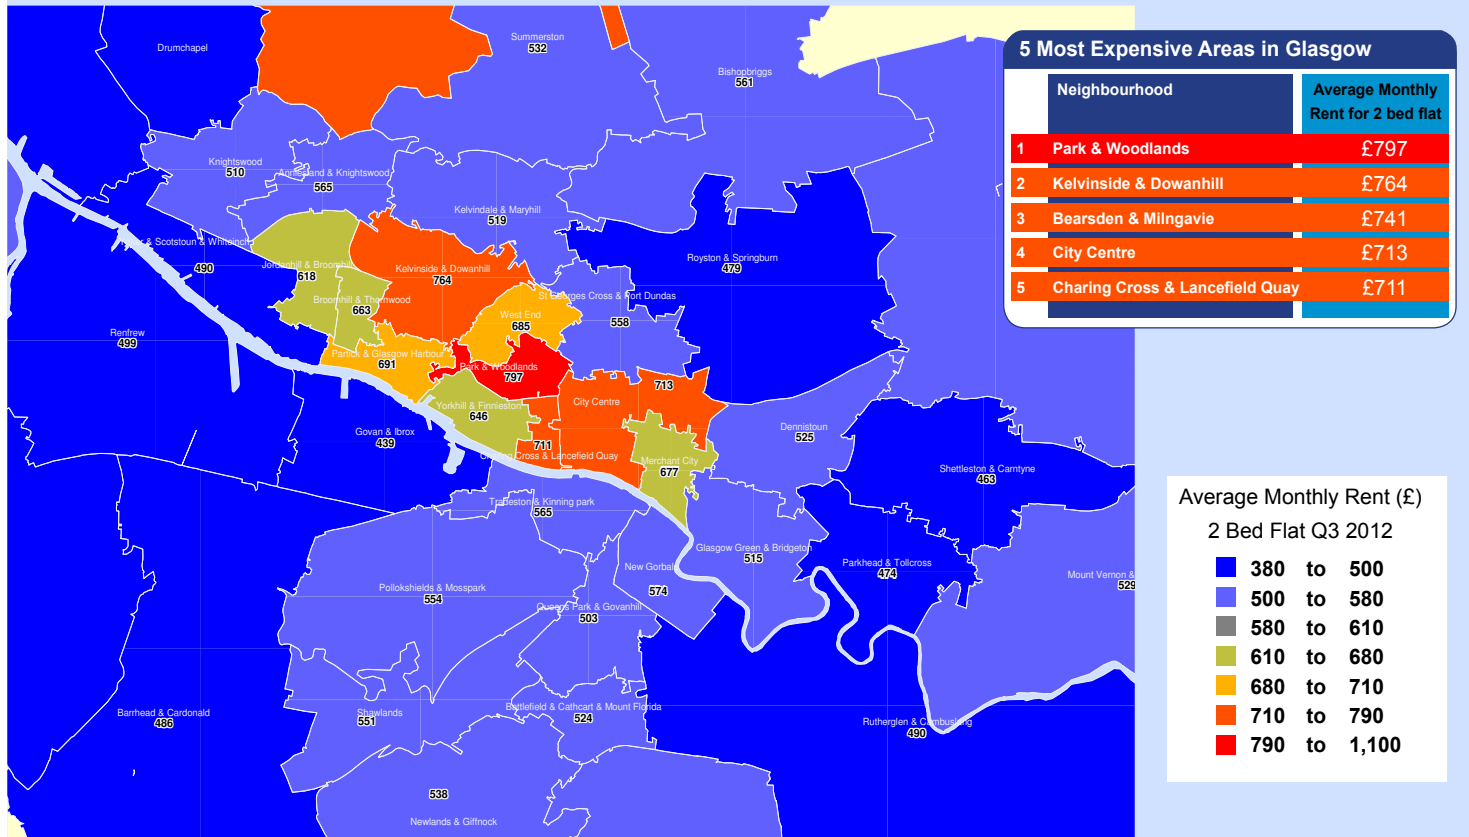 5 Most Expensive Areas in Glasgow
Neighbourhood
Average Monthly
Rent for 2 bed flat
1 Park & Woodlands £797
2 Kelvinside & Dowanhill £764
3 Bearsden & Milngavie £741
4 City Centre £713
5 Charing Cross & Lancefield Quay £711
Drumchapel
Summerston
532
Bishopbriggs
561
Knightswood
510
Anniesland & Knightswood
565
Kelvindale & Maryhill
519
& Scotstoun & Whiteinch
490
Jordanhill & Broomhill
618
Kelvinside & Dowanhill
764
Royston & Springburn
479
Broomhill & Thornwood
663
St Georges Cross & Port Dundas
558
West End
685
Renfrew
499
Partick & Glasgow Harbour
691
Park & Woodlands
797
713
City Centre
Yorkhill & Finnieston
646
Govan & Ibrox
439
711
Charing Cross & Lancefield Quay
Dennistoun
525
Merchant City
677
Shettleston & Carntyne
463
Tradeston & Kinning park
565
Glasgow Green & Bridgeton
515
Parkhead & Tollcross
474
New Gorbals
574
Mount Vernon &
529
Pollokshields & Mosspark
554
Queens Park & Govanhill
503
Barrhead & Cardonald
486
Shawlands
551
Battlefield & Cathcart & Mount Florida
524
Rutherglen & Cambuslang
490
538
Newlands & Giffnock
Average Monthly Rent (£)
2 Bed Flat Q3 2012
380 to 500
500 to 580
580 to 610
610 to 680
680 to 710
710 to 790
790 to 1,100